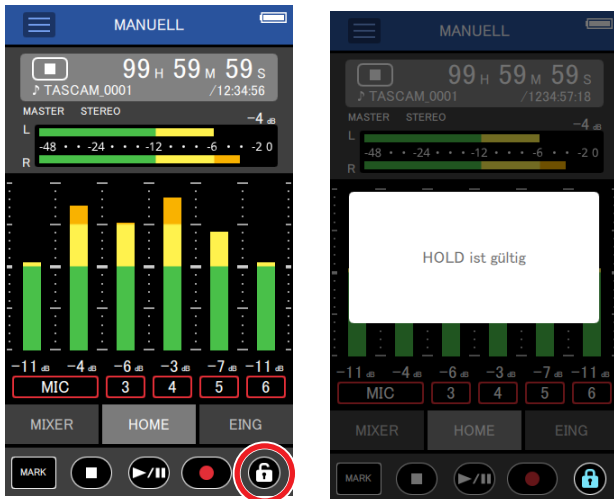 MANUELL
99 H 59 M 59 S
♪ TASCAM_0001 /12:34:56
MASTER STEREO -4 dB
L
-48 · · -24 · · · -12 · · · -6 · · -2 0
R
-11 dB -4 dB -6 dB -3 dB -7 dB -11 dB
MIC 3 4 5 6
MIXER HOME EING
MARK
MANUELL
99 H 59 M 59 S
♪ TASCAM_0001 /1234:57:18
MASTER STEREO -4 dB
L
-48 · · -24 · · · -12 · · · -6 · · -2 0
R
HOLD ist gültig
-11 dB -4 dB -6 dB -3 dB -7 dB -11 dB
MIC 3 4 5 6
MIXER HOME EING
MARK